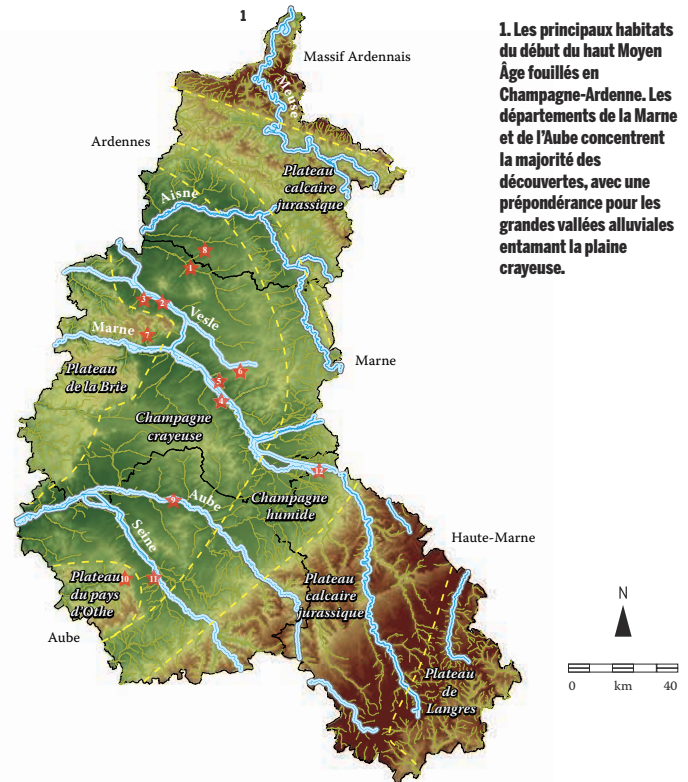 1
1. Les principaux habitats
du début du haut Moyen
Âge fouillés en
Champagne-Ardenne. Les
départements de la Marne
et de l'Aube concentrent
la majorité des
découvertes, avec une
prépondérance pour les
grandes vallées alluviales
entamant la plaine
crayeuse.
Massif Ardennais
Meuse
Ardennes
Plateau
calcaire
jurassique
Aisne
8
1
3
2
Vesle
7
Marne
Marne
Plateau
de la Brie
6
5
4
Champagne
crayeuse
12
Champagne
humide
9
Aube
Seine
Haute-Marne
Plateau
du pays
d'Othe
10
11
Plateau
calcaire
jurassique
Aube
Plateau
de
Langres
N
0 km 40